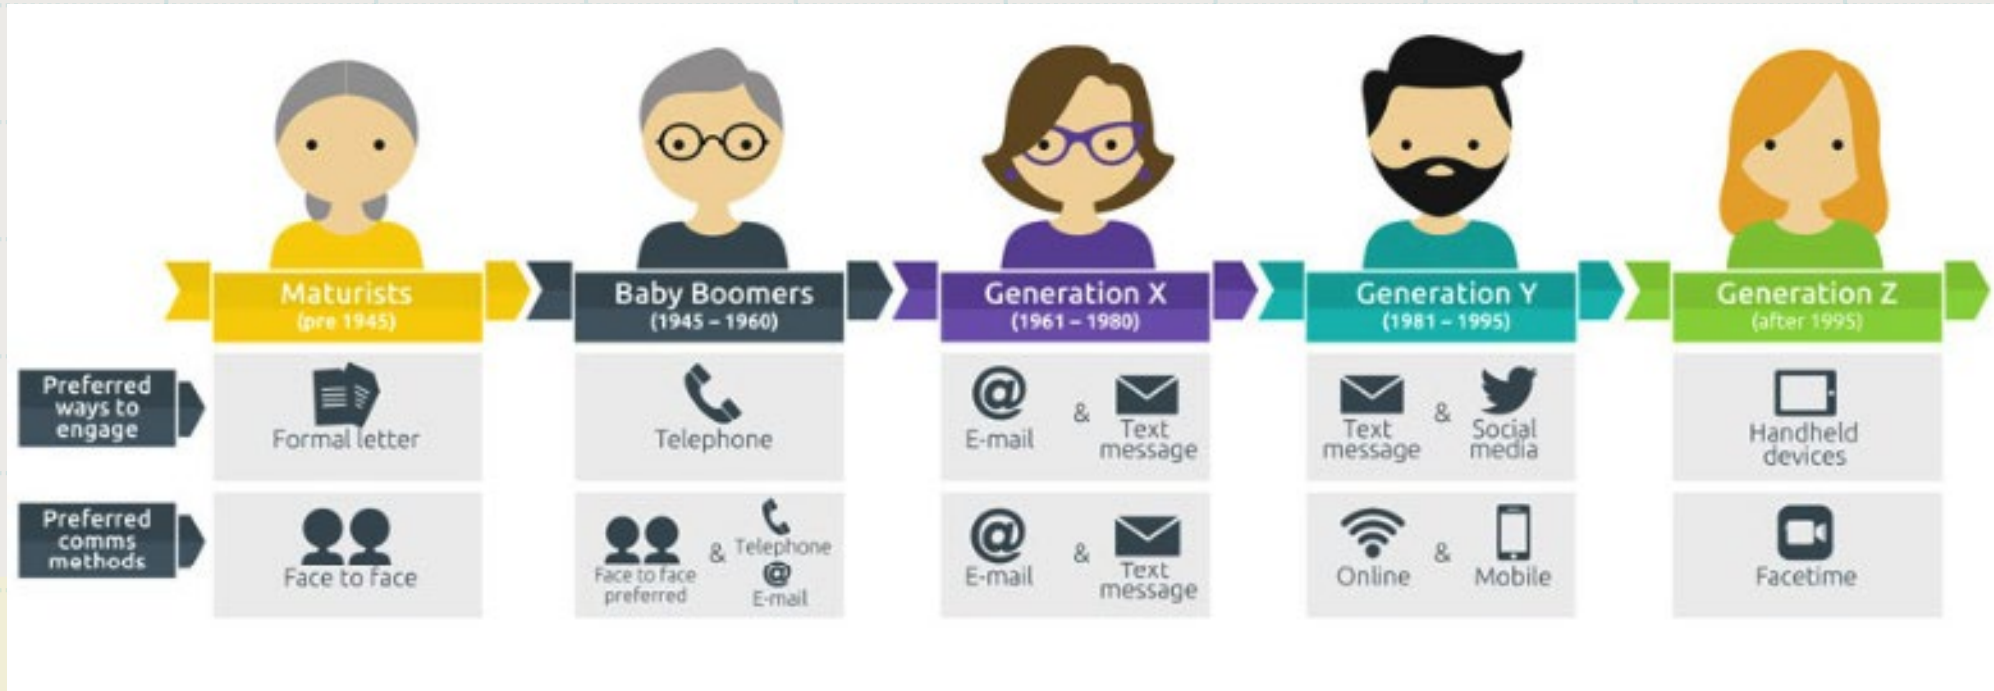 Maturists
(pre 1945)
Baby Boomers
(1945 – 1960)
Generation X
(1961 – 1980)
Generation Y
(1981 – 1995)
Generation Z
(after 1995)
Preferred
ways to
engage
Formal letter
Telephone
@
E-mail
&
Text
message
Text
message
&
Social
media
Handheld
devices
Preferred
comms
methods
Face to face
Face to face
preferred
&
Telephone
@
E-mail
@
E-mail
&
Text
message
Online
&
Mobile
Facetime